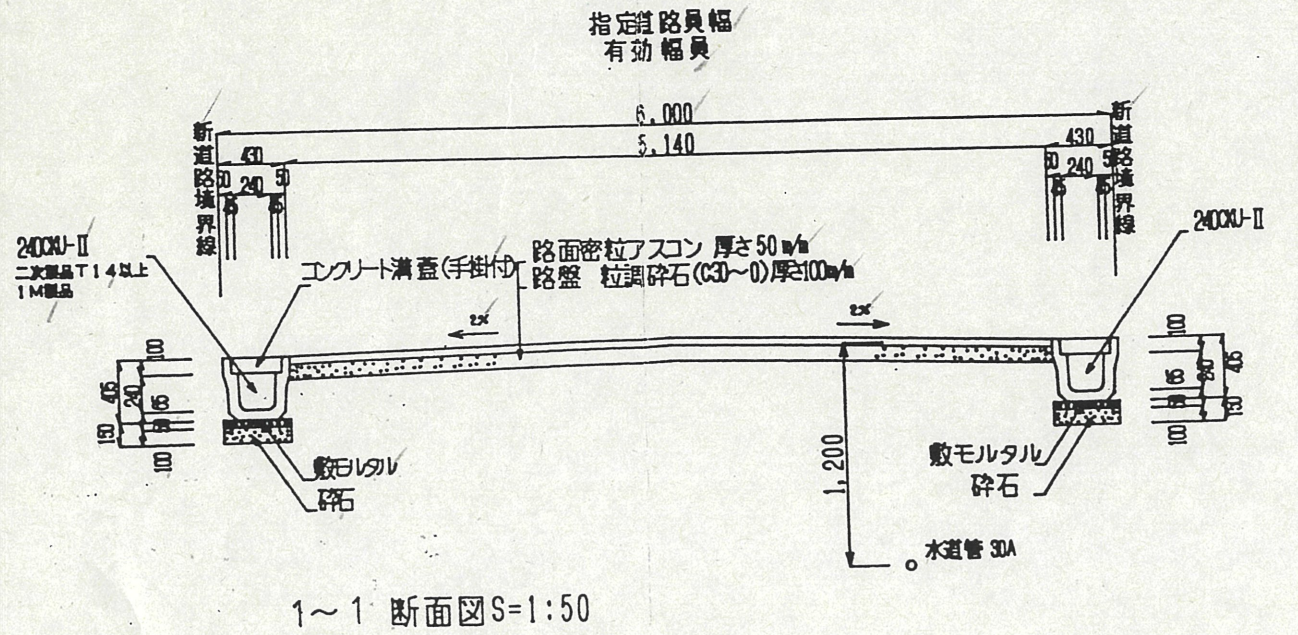 指定道路員幅
有効幅員
6,000
5,140
新道路境界線
430
50 240 50
新道路境界線
430
50 240 5
240CXU-II
二次製品T14以上
1M製品
コンクリート溝蓋(手掛付)
路面密粒アスコン 厚さ50m/m
路盤 粒調砕石(C30~0)厚さ100m/m
240CXU-II
2%
2%
100
405
240
65
150
100
100
65
240
405
150
100
敷モルタル
砕石
敷モルタル
砕石
1,200
水道管 30A
1~1 断面図S=1:50